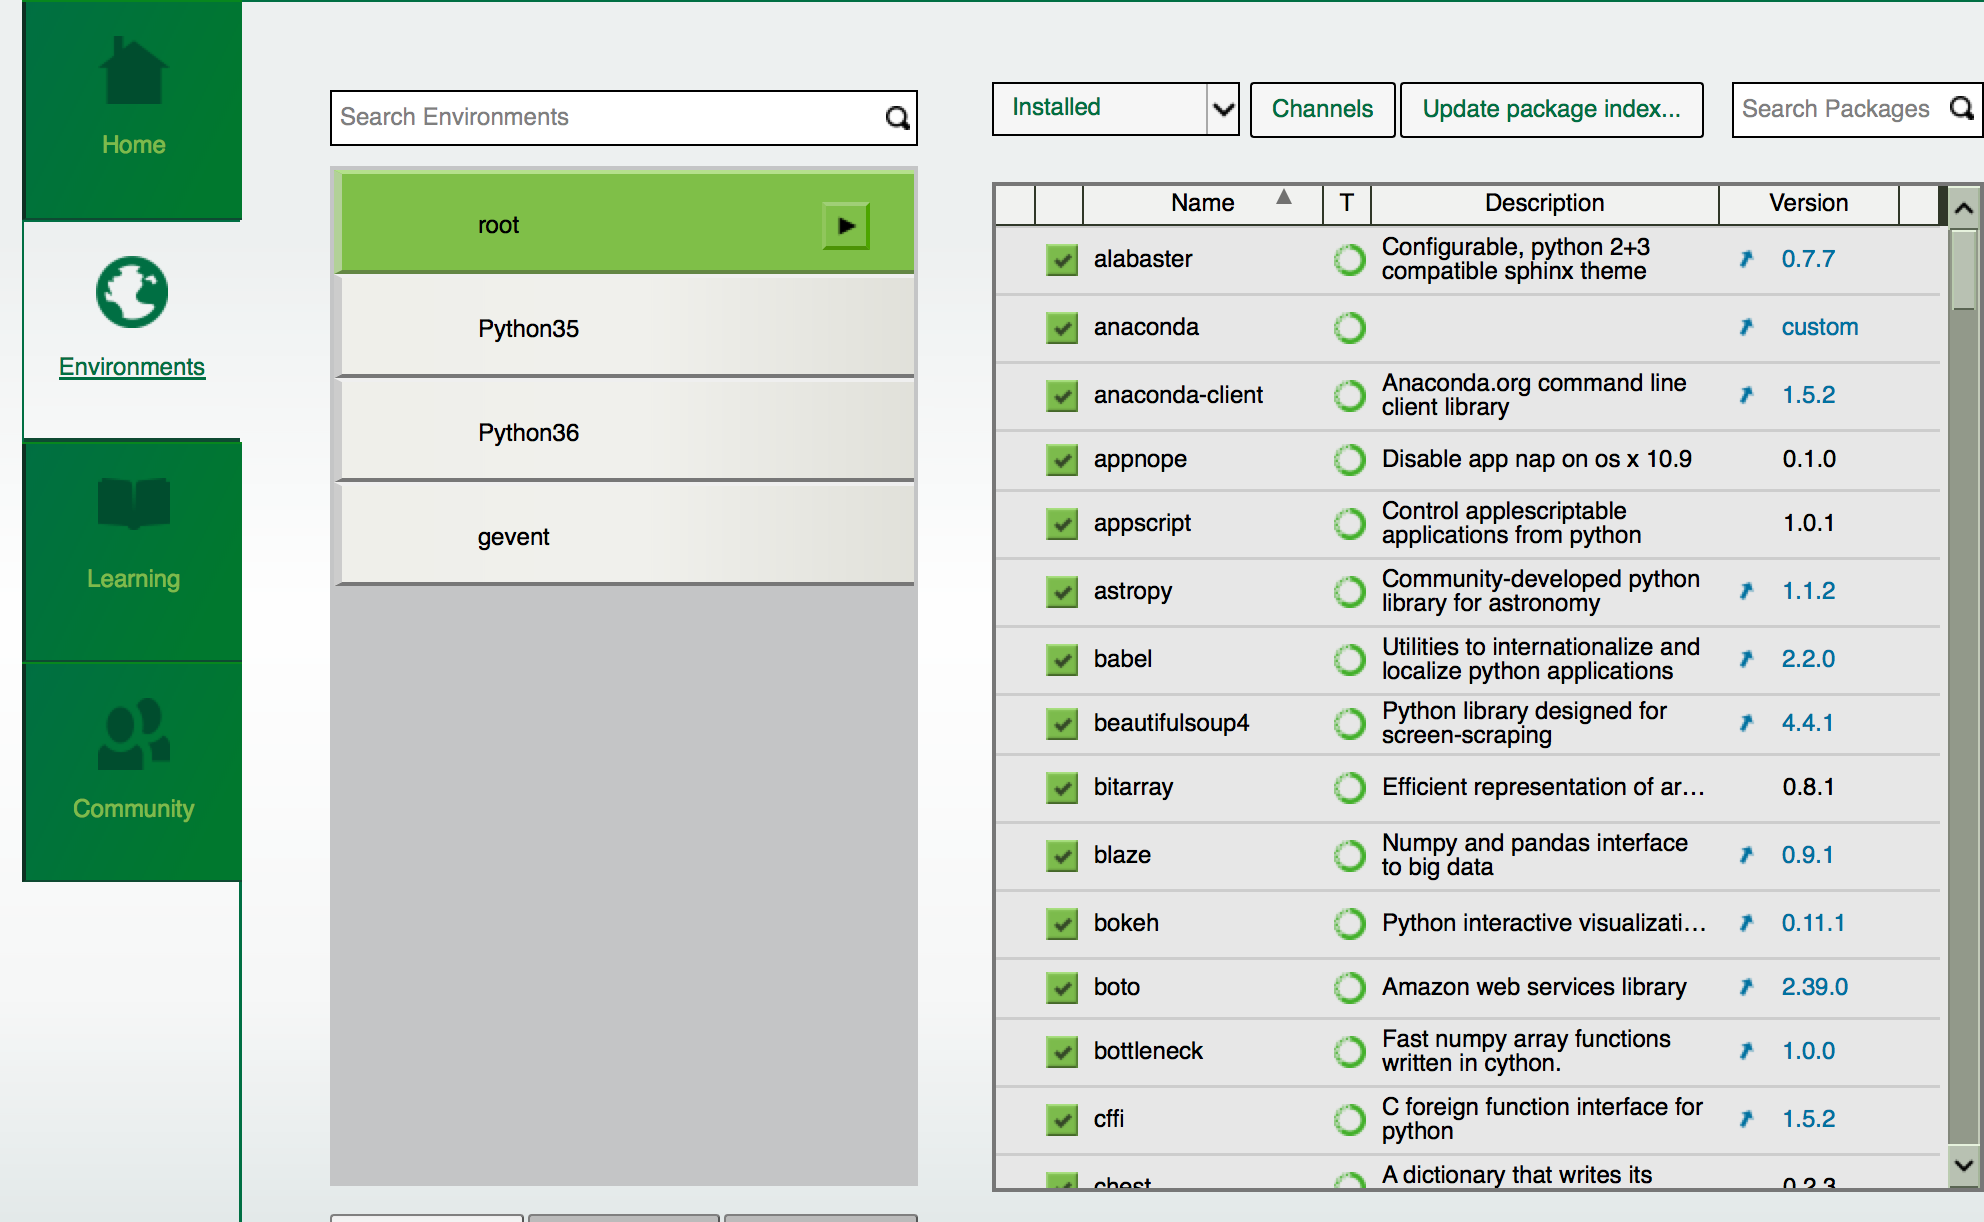 Home
Environments
Learning
Community
Search Environments
root
Python35
Python36
gevent
Installed
Channels
Update package index...
Search Packages
Name T Description Version
alabaster Configurable, python 2+3 compatible sphinx theme 0.7.7
anaconda custom
anaconda-client Anaconda.org command line client library 1.5.2
appnope Disable app nap on os x 10.9 0.1.0
appscript Control applescriptable applications from python 1.0.1
astropy Community-developed python library for astronomy 1.1.2
babel Utilities to internationalize and localize python applications 2.2.0
beautifulsoup4 Python library designed for screen-scraping 4.4.1
bitarray Efficient representation of ar... 0.8.1
blaze Numpy and pandas interface to big data 0.9.1
bokeh Python interactive visualizati... 0.11.1
boto Amazon web services library 2.39.0
bottleneck Fast numpy array functions written in cython. 1.0.0
cffi C foreign function interface for python 1.5.2
chest A dictionary that writes its 0.2.3